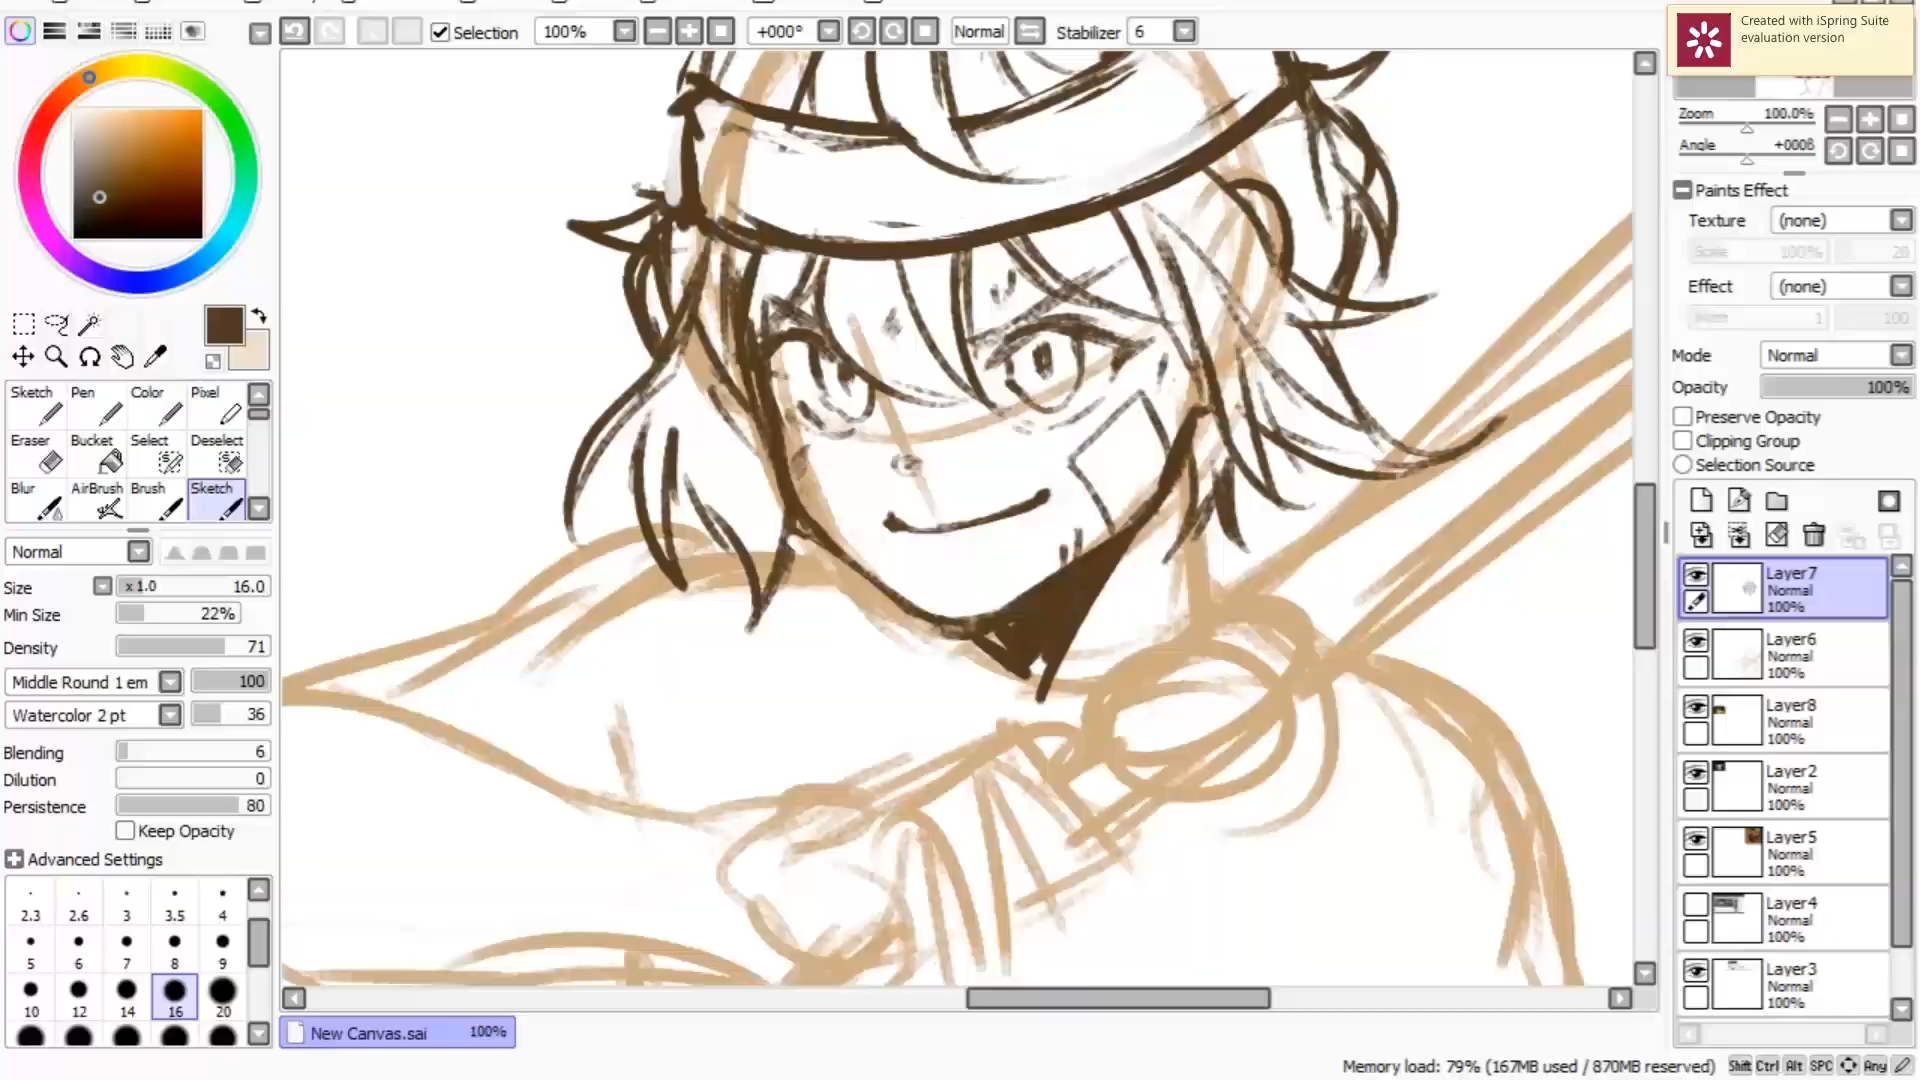 Selection
100%
+000°
Normal
Stabilizer
6
Created with iSpring Suite
evaluation version
Zoom
100.0%
Angle
Paints Effect
Texture
(none)
Scale
100%
20
Effect
(none)
Width
1
100
Mode
Normal
Opacity
100%
Preserve Opacity
Clipping Group
Selection Source
Sketch
Pen
Color
Pixel
Eraser
Bucket
Select
Deselect
Blur
AirBrush
Brush
Sketch
Normal
Size
x 1.0
16.0
Min Size
22%
Density
71
Middle Round 1 em
100
Watercolor 2 pt
36
Blending
6
Dilution
0
Persistence
80
Keep Opacity
Advanced Settings
2.3
2.6
3
3.5
4
5
6
7
8
9
10
12
14
16
20
Layer7
Normal
100%
Layer6
Normal
100%
Layer8
Normal
100%
Layer2
Normal
100%
Layer5
Normal
100%
Layer4
Normal
100%
Layer3
Normal
100%
New Canvas.sai
100%
Memory load: 79% (167MB used / 870MB reserved)
Shift Ctrl Alt SPC Any